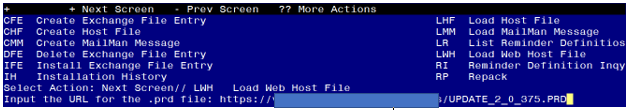 + + Next Screen - Prev Screen ?? More Actions
CFE Create Exchange File Entry LHF Load Host File
CHF Create Host File LMM Load MailMan Message
CMM Create MailMan Message LR List Reminder Definitions
DFE Delete Exchange File Entry LWH Load Web Host File
IFE Install Exchange File Entry RI Reminder Definition Inqy
IH Installation History RP Repack
Select Action: Next Screen// LWH Load Web Host File
Input the URL for the .prd file: https:// s/UPDATE_2_0_375.PRD